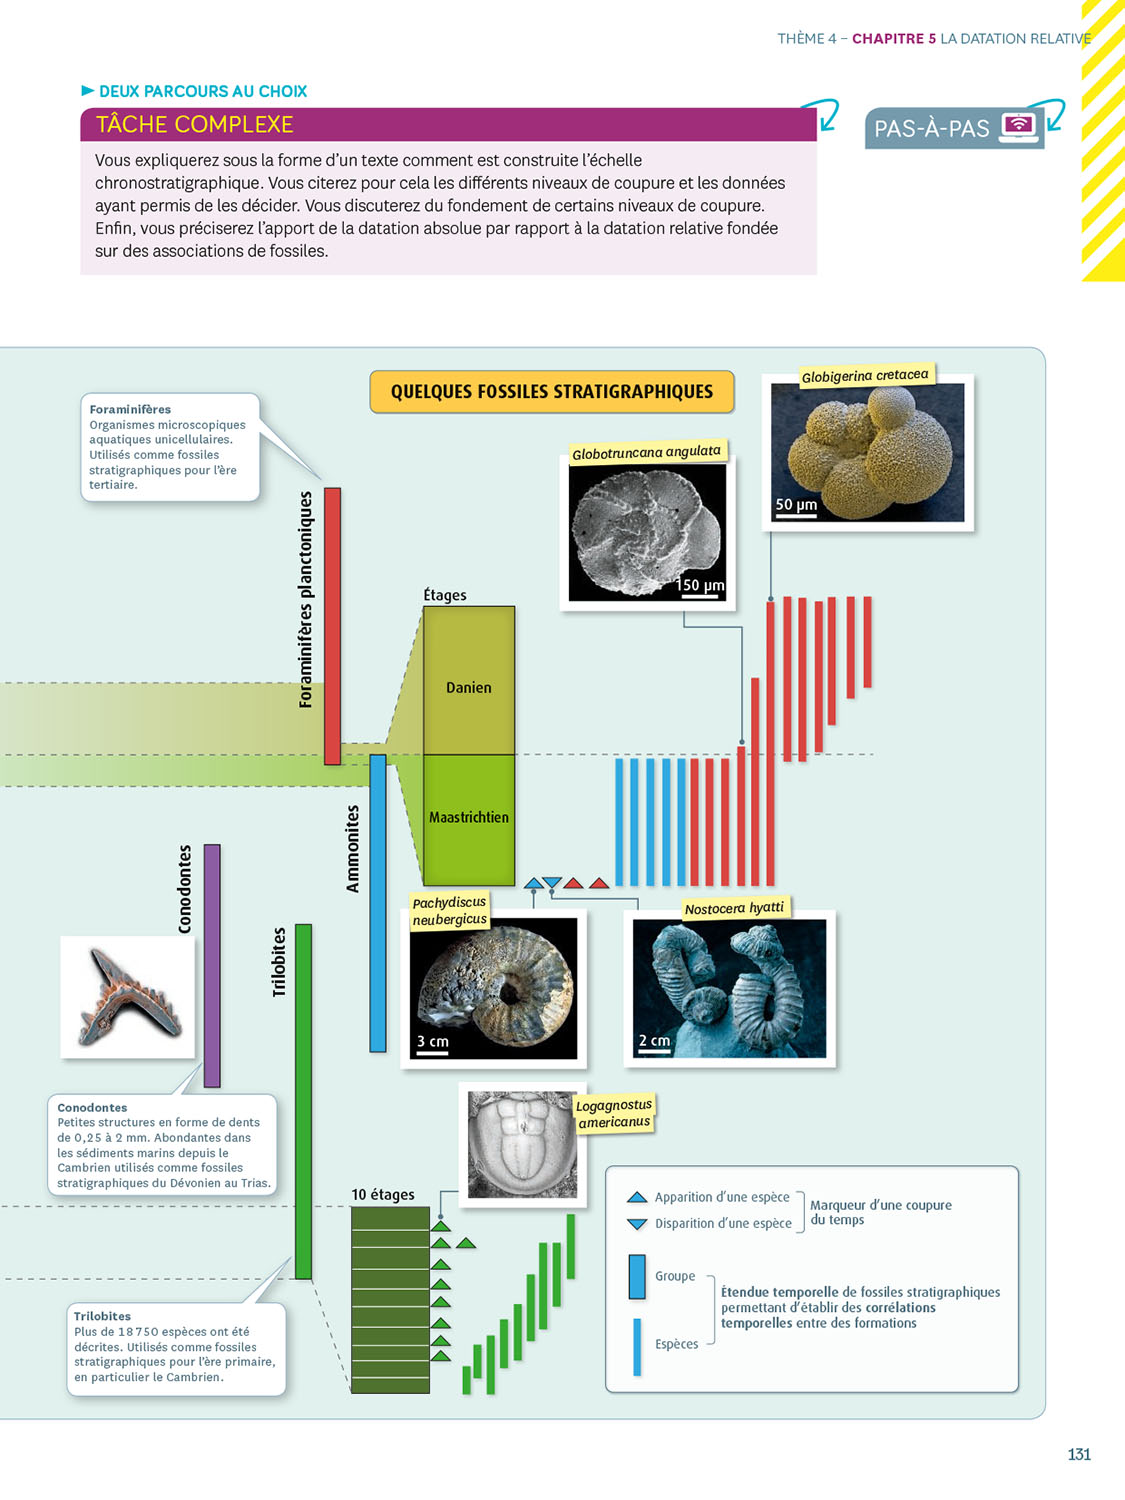 THÈME 4 – CHAPITRE 5 LA DATATION RELATIVE
► DEUX PARCOURS AU CHOIX
TÂCHE COMPLEXE
PAS-À-PAS
Vous expliquerez sous la forme d'un texte comment est construite l'échelle
chronostratigraphique. Vous citerez pour cela les différents niveaux de coupure et les données
ayant permis de les décider. Vous discuterez du fondement de certains niveaux de coupure.
Enfin, vous préciserez l'apport de la datation absolue par rapport à la datation relative fondée
sur des associations de fossiles.
QUELQUES FOSSILES STRATIGRAPHIQUES
Globigerina cretacea
50 µm
Foraminifères
Organismes microscopiques
aquatiques unicellulaires.
Utilisés comme fossiles
stratigraphiques pour l'ère
tertiaire.
Globotruncana angulata
150 µm
Foraminifères planctoniques
Étages
Danien
Maastrichtien
Ammonites
Conodontes
Trilobites
Pachydiscus
neubergicus
3 cm
Nostocera hyatti
2 cm
Conodontes
Petites structures en forme de dents
de 0,25 à 2 mm. Abondantes dans
les sédiments marins depuis le
Cambrien utilisés comme fossiles
stratigraphiques du Dévonien au Trias.
Logagnostus
americanus
10 étages
Trilobites
Plus de 18 750 espèces ont été
décrites. Utilisés comme fossiles
stratigraphiques pour l'ère primaire,
en particulier le Cambrien.
Apparition d'une espèce
Disparition d'une espèce
Marqueur d'une coupure
du temps
Groupe
Espèces
Étendue temporelle de fossiles stratigraphiques
permettant d'établir des corrélations
temporelles entre des formations
131